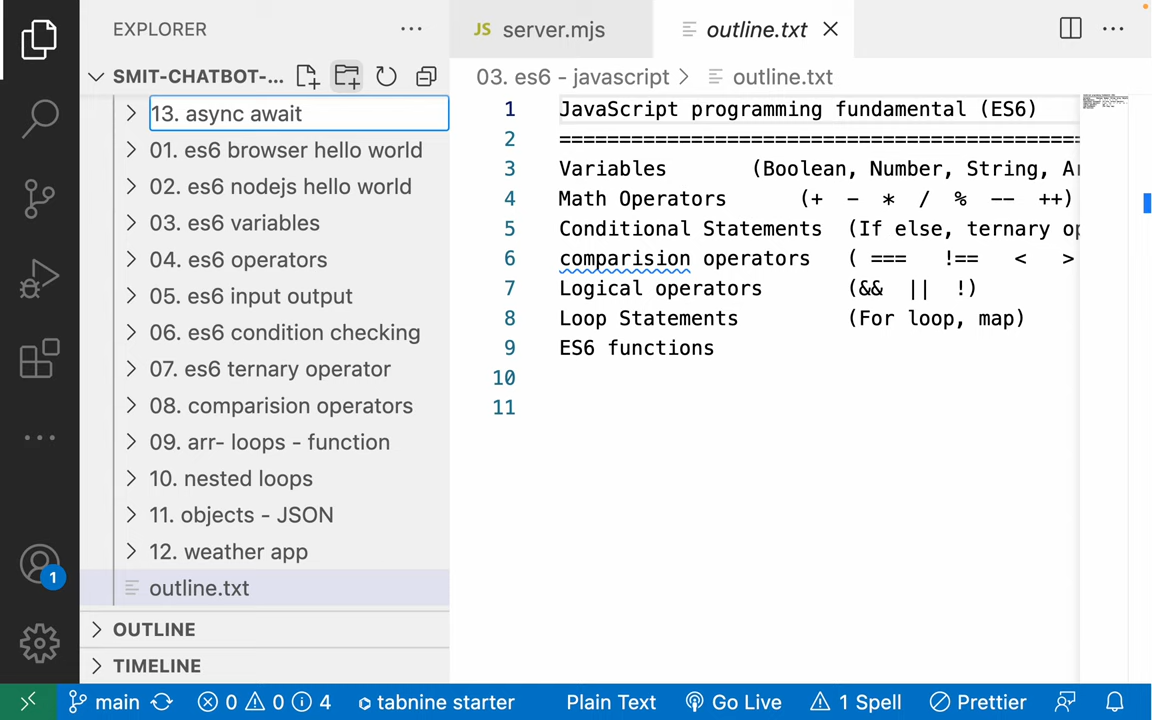 EXPLORER
SMIT-CHATBOT-...
13. async await
01. es6 browser hello world
02. es6 nodejs hello world
03. es6 variables
04. es6 operators
05. es6 input output
06. es6 condition checking
07. es6 ternary operator
08. comparision operators
09. arr- loops - function
10. nested loops
11. objects - JSON
12. weather app
outline.txt
OUTLINE
TIMELINE
1
JS server.mjs
outline.txt
03. es6 - javascript > outline.txt
1 JavaScript programming fundamental (ES6)
2 ===========================================
3 Variables (Boolean, Number, String, Ar
4 Math Operators (+ - * / % -- ++)
5 Conditional Statements (If else, ternary op
6 comparision operators ( === !== < >
7 Logical operators (&& || !)
8 Loop Statements (For loop, map)
9 ES6 functions
10
11
main 0 0 4 tabnine starter Plain Text Go Live 1 Spell Prettier